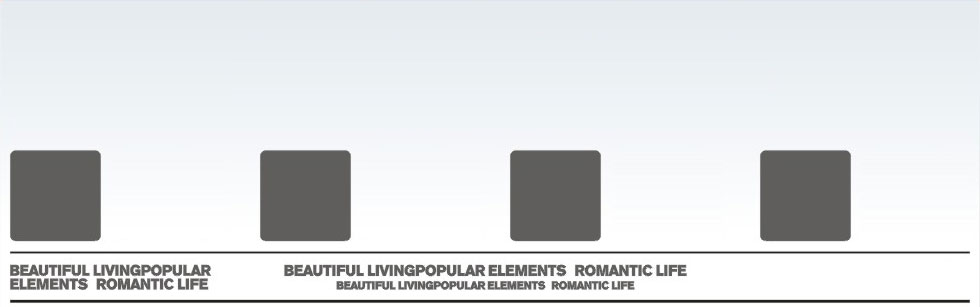 BEAUTIFUL LIVINGPOPULAR
ELEMENTS ROMANTIC LIFE
BEAUTIFUL LIVINGPOPULAR ELEMENTS ROMANTIC LIFE
BEAUTIFUL LIVINGPOPULAR ELEMENTS ROMANTIC LIFE